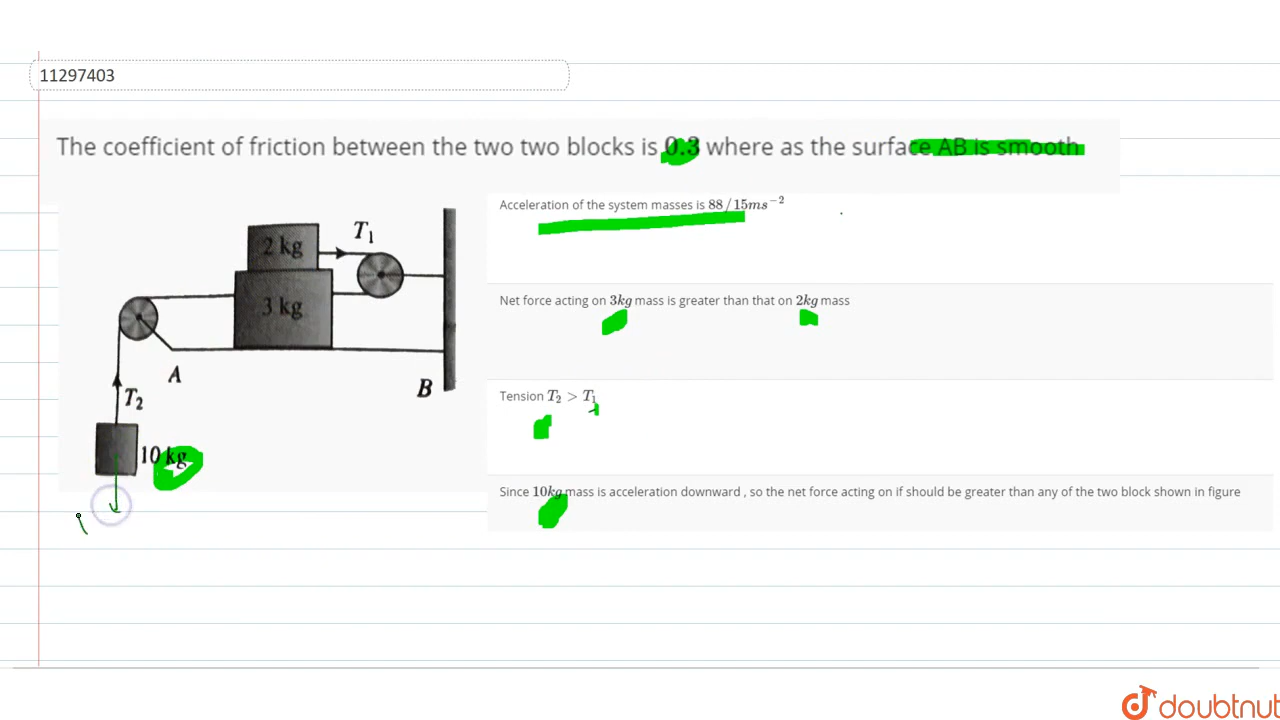 11297403
The coefficient of friction between the two two blocks is 0.3 where as the surface AB is smooth
Acceleration of the system masses is 88/15ms⁻²
2 kg
T₁
Net force acting on 3kg mass is greater than that on 2kg mass
3 kg
A
B
T₂
Tension T₂ > T₁
10 kg
Since 10kg mass is acceleration downward , so the net force acting on if should be greater than any of the two block shown in figure
doubtnut